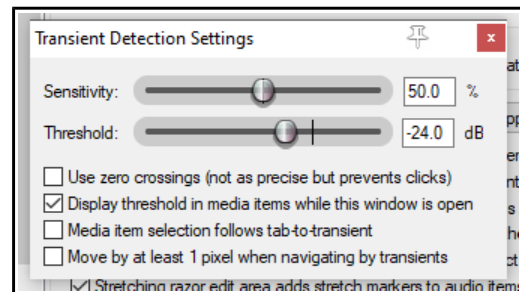 Transient Detection Settings
x
Sensitivity: 50.0 %
Threshold: -24.0 dB
Use zero crossings (not as precise but prevents clicks)
Display threshold in media items while this window is open
Media item selection follows tab-to-transient
Move by at least 1 pixel when navigating by transients
Stretching razor edit area adds stretch markers to audio items